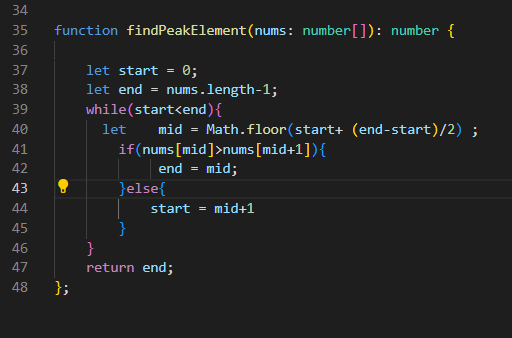 34
35 function findPeakElement(nums: number[]): number {
36
37 let start = 0;
38 let end = nums.length-1;
39 while(start<end){
40 let mid = Math.floor(start+ (end-start)/2) ;
41 if(nums[mid]>nums[mid+1]){
42 end = mid;
43 }else{
44 start = mid+1
45 }
46 }
47 return end;
48 };